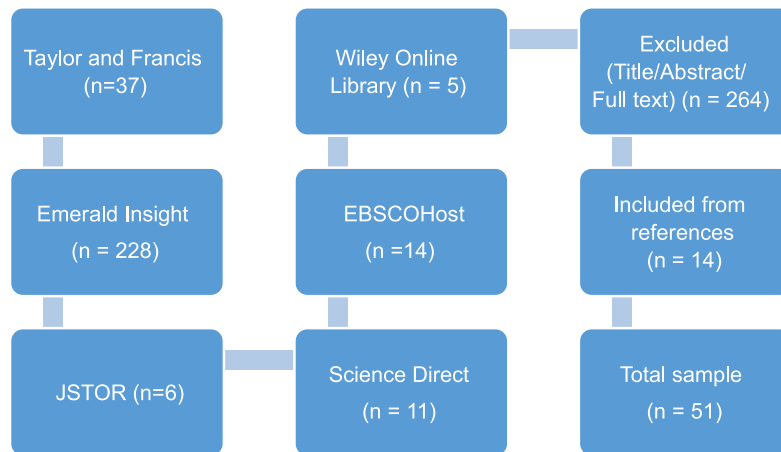 Taylor and Francis
(n=37)
Emerald Insight
(n = 228)
JSTOR (n=6)
Science Direct
(n = 11)
EBSCOHost
(n =14)
Wiley Online
Library (n = 5)
Excluded
(Title/Abstract/
Full text) (n = 264)
Included from
references
(n = 14)
Total sample
(n = 51)